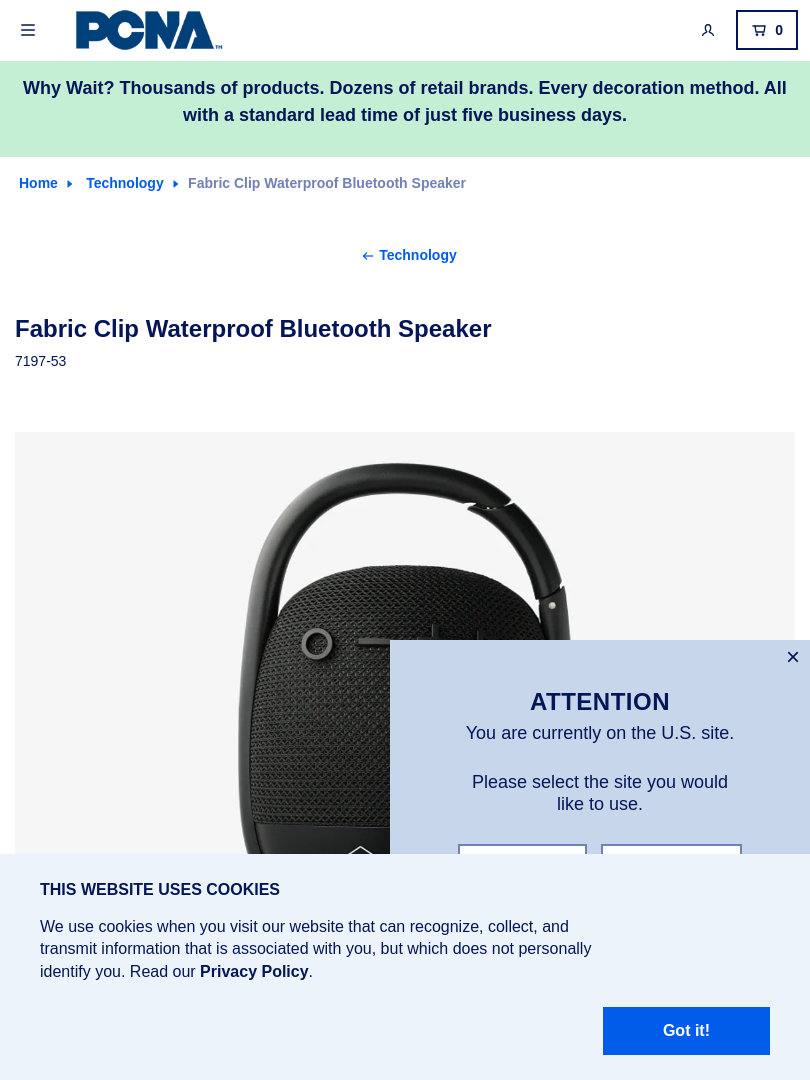 PCNA™
0
Why Wait? Thousands of products. Dozens of retail brands. Every decoration method. All
with a standard lead time of just five business days.
Home Technology Fabric Clip Waterproof Bluetooth Speaker
Technology
Fabric Clip Waterproof Bluetooth Speaker
7197-53
ATTENTION
You are currently on the U.S. site.
Please select the site you would
like to use.
THIS WEBSITE USES COOKIES
We use cookies when you visit our website that can recognize, collect, and
transmit information that is associated with you, but which does not personally
identify you. Read our Privacy Policy.
Got it!